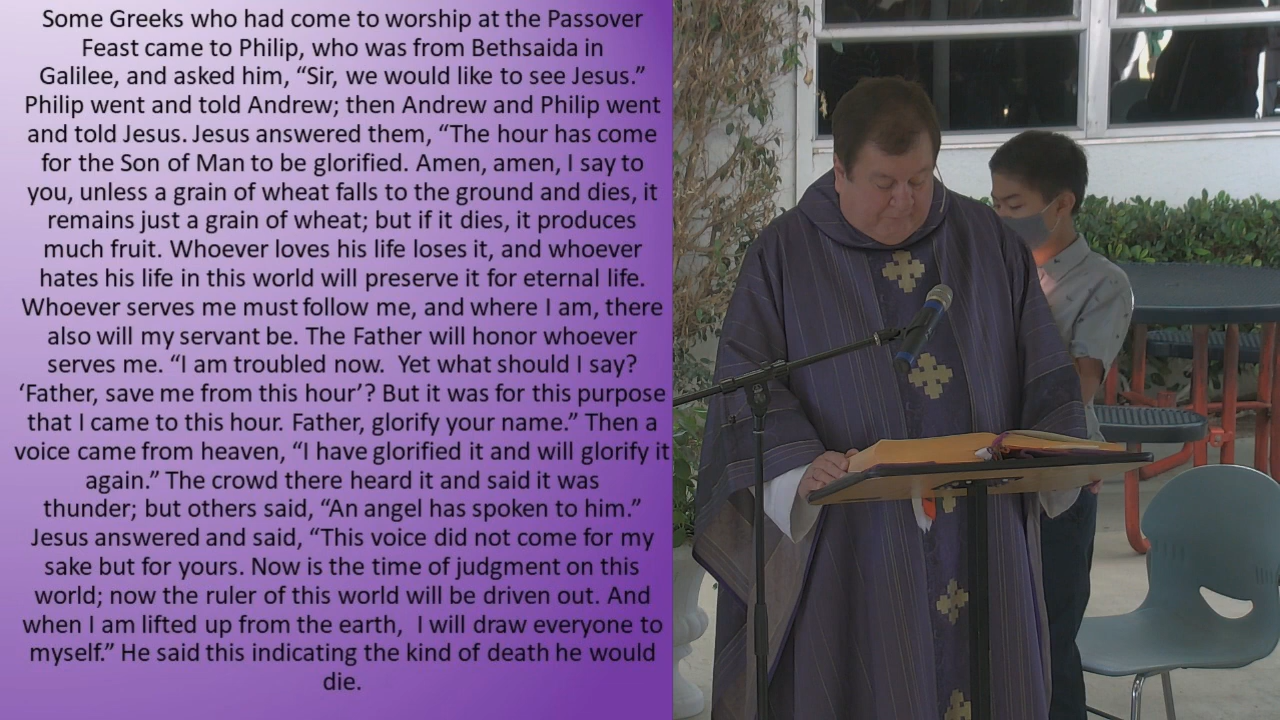 Some Greeks who had come to worship at the Passover
Feast came to Philip, who was from Bethsaida in
Galilee, and asked him, “Sir, we would like to see Jesus.”
Philip went and told Andrew; then Andrew and Philip went
and told Jesus. Jesus answered them, “The hour has come
for the Son of Man to be glorified. Amen, amen, I say to
you, unless a grain of wheat falls to the ground and dies, it
remains just a grain of wheat; but if it dies, it produces
much fruit. Whoever loves his life loses it, and whoever
hates his life in this world will preserve it for eternal life.
Whoever serves me must follow me, and where I am, there
also will my servant be. The Father will honor whoever
serves me. “I am troubled now.  Yet what should I say?
‘Father, save me from this hour’? But it was for this purpose
that I came to this hour. Father, glorify your name.” Then a
voice came from heaven, “I have glorified it and will glorify it
again.” The crowd there heard it and said it was
thunder; but others said, “An angel has spoken to him.”
Jesus answered and said, “This voice did not come for my
sake but for yours. Now is the time of judgment on this
world; now the ruler of this world will be driven out. And
when I am lifted up from the earth,  I will draw everyone to
myself.” He said this indicating the kind of death he would
die.